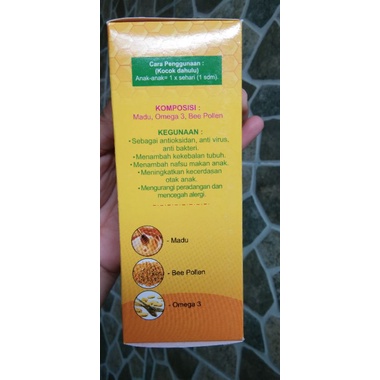 Cara Penggunaan :
(Kocok dahulu)
Anak-anak= 1 x sehari (1 sdm).
KOMPOSISI :
Madu, Omega 3, Bee Pollen
KEGUNAAN :
•Sebagai antioksidan, anti virus,
anti bakteri.
•Menambah kekebalan tubuh.
•Menambah nafsu makan anak.
•Meningkatkan kecerdasan
otak anak.
•Mengurangi peradangan dan
mencegah alergi.
- Madu
- Bee Pollen
- Omega 3